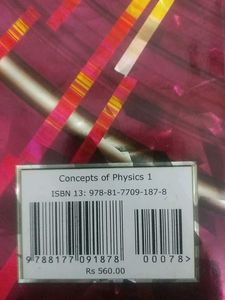 Concepts of Physics 1
ISBN 13: 978-81-7709-187-8
9 788177 091878 00078>
Rs 560.00